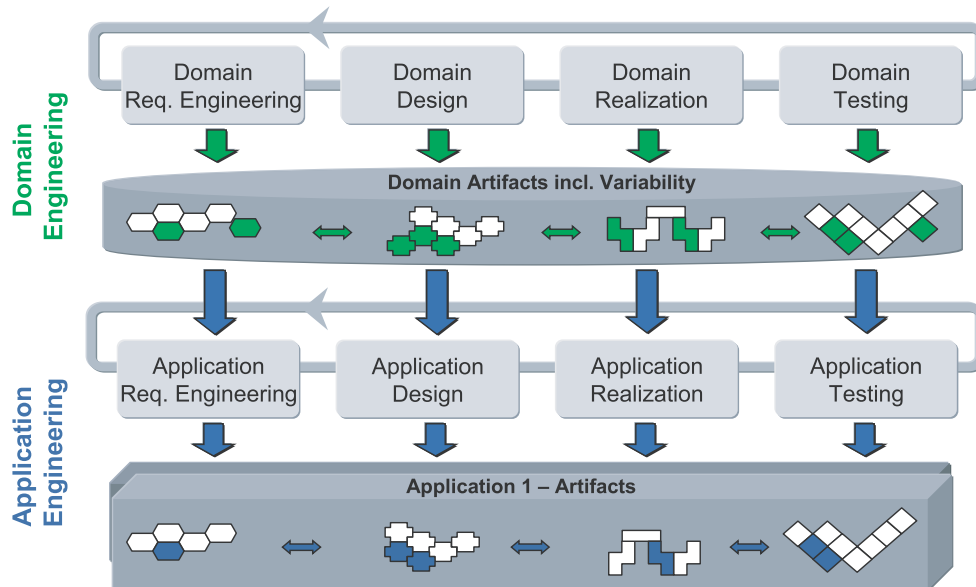 Domain
Engineering
Domain
Req. Engineering
Domain
Design
Domain
Realization
Domain
Testing
Domain Artifacts incl. Variability
Application
Engineering
Application
Req. Engineering
Application
Design
Application
Realization
Application
Testing
Application 1 – Artifacts